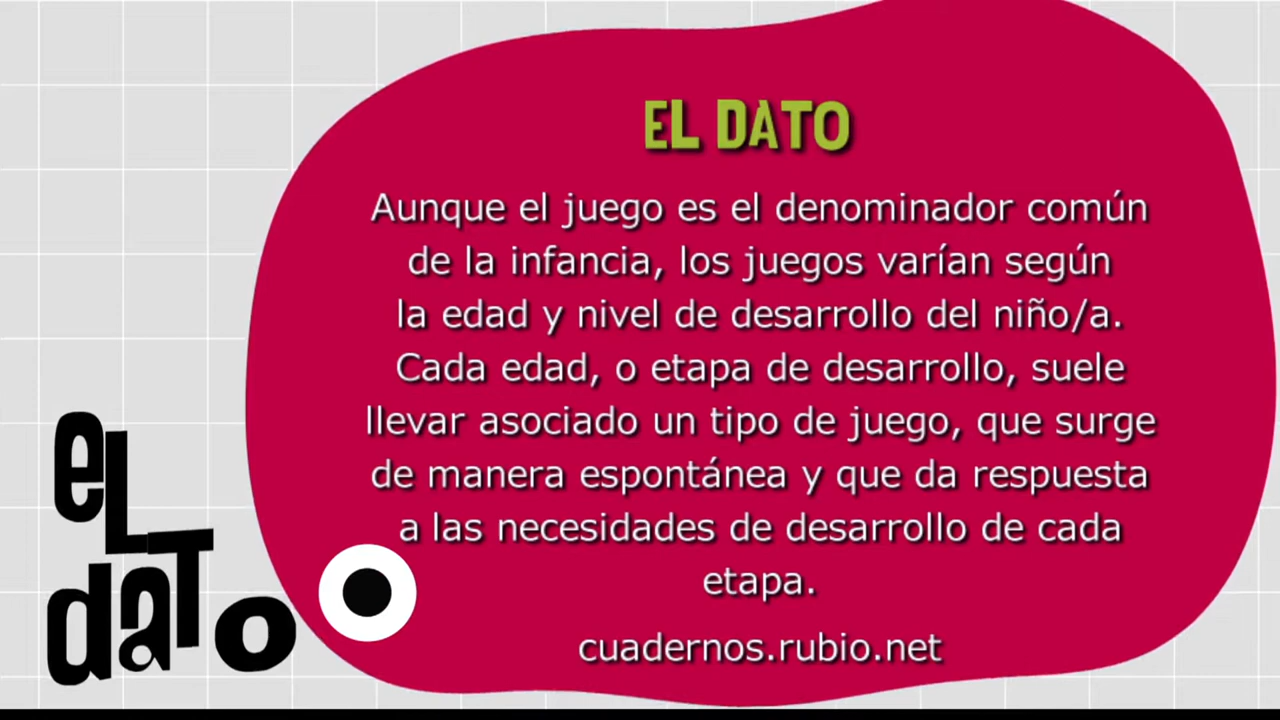 EL DATO
Aunque el juego es el denominador común
de la infancia, los juegos varían según
la edad y nivel de desarrollo del niño/a.
Cada edad, o etapa de desarrollo, suele
llevar asociado un tipo de juego, que surge
de manera espontánea y que da respuesta
a las necesidades de desarrollo de cada
etapa.
cuadernos.rubio.net
eL
daTo